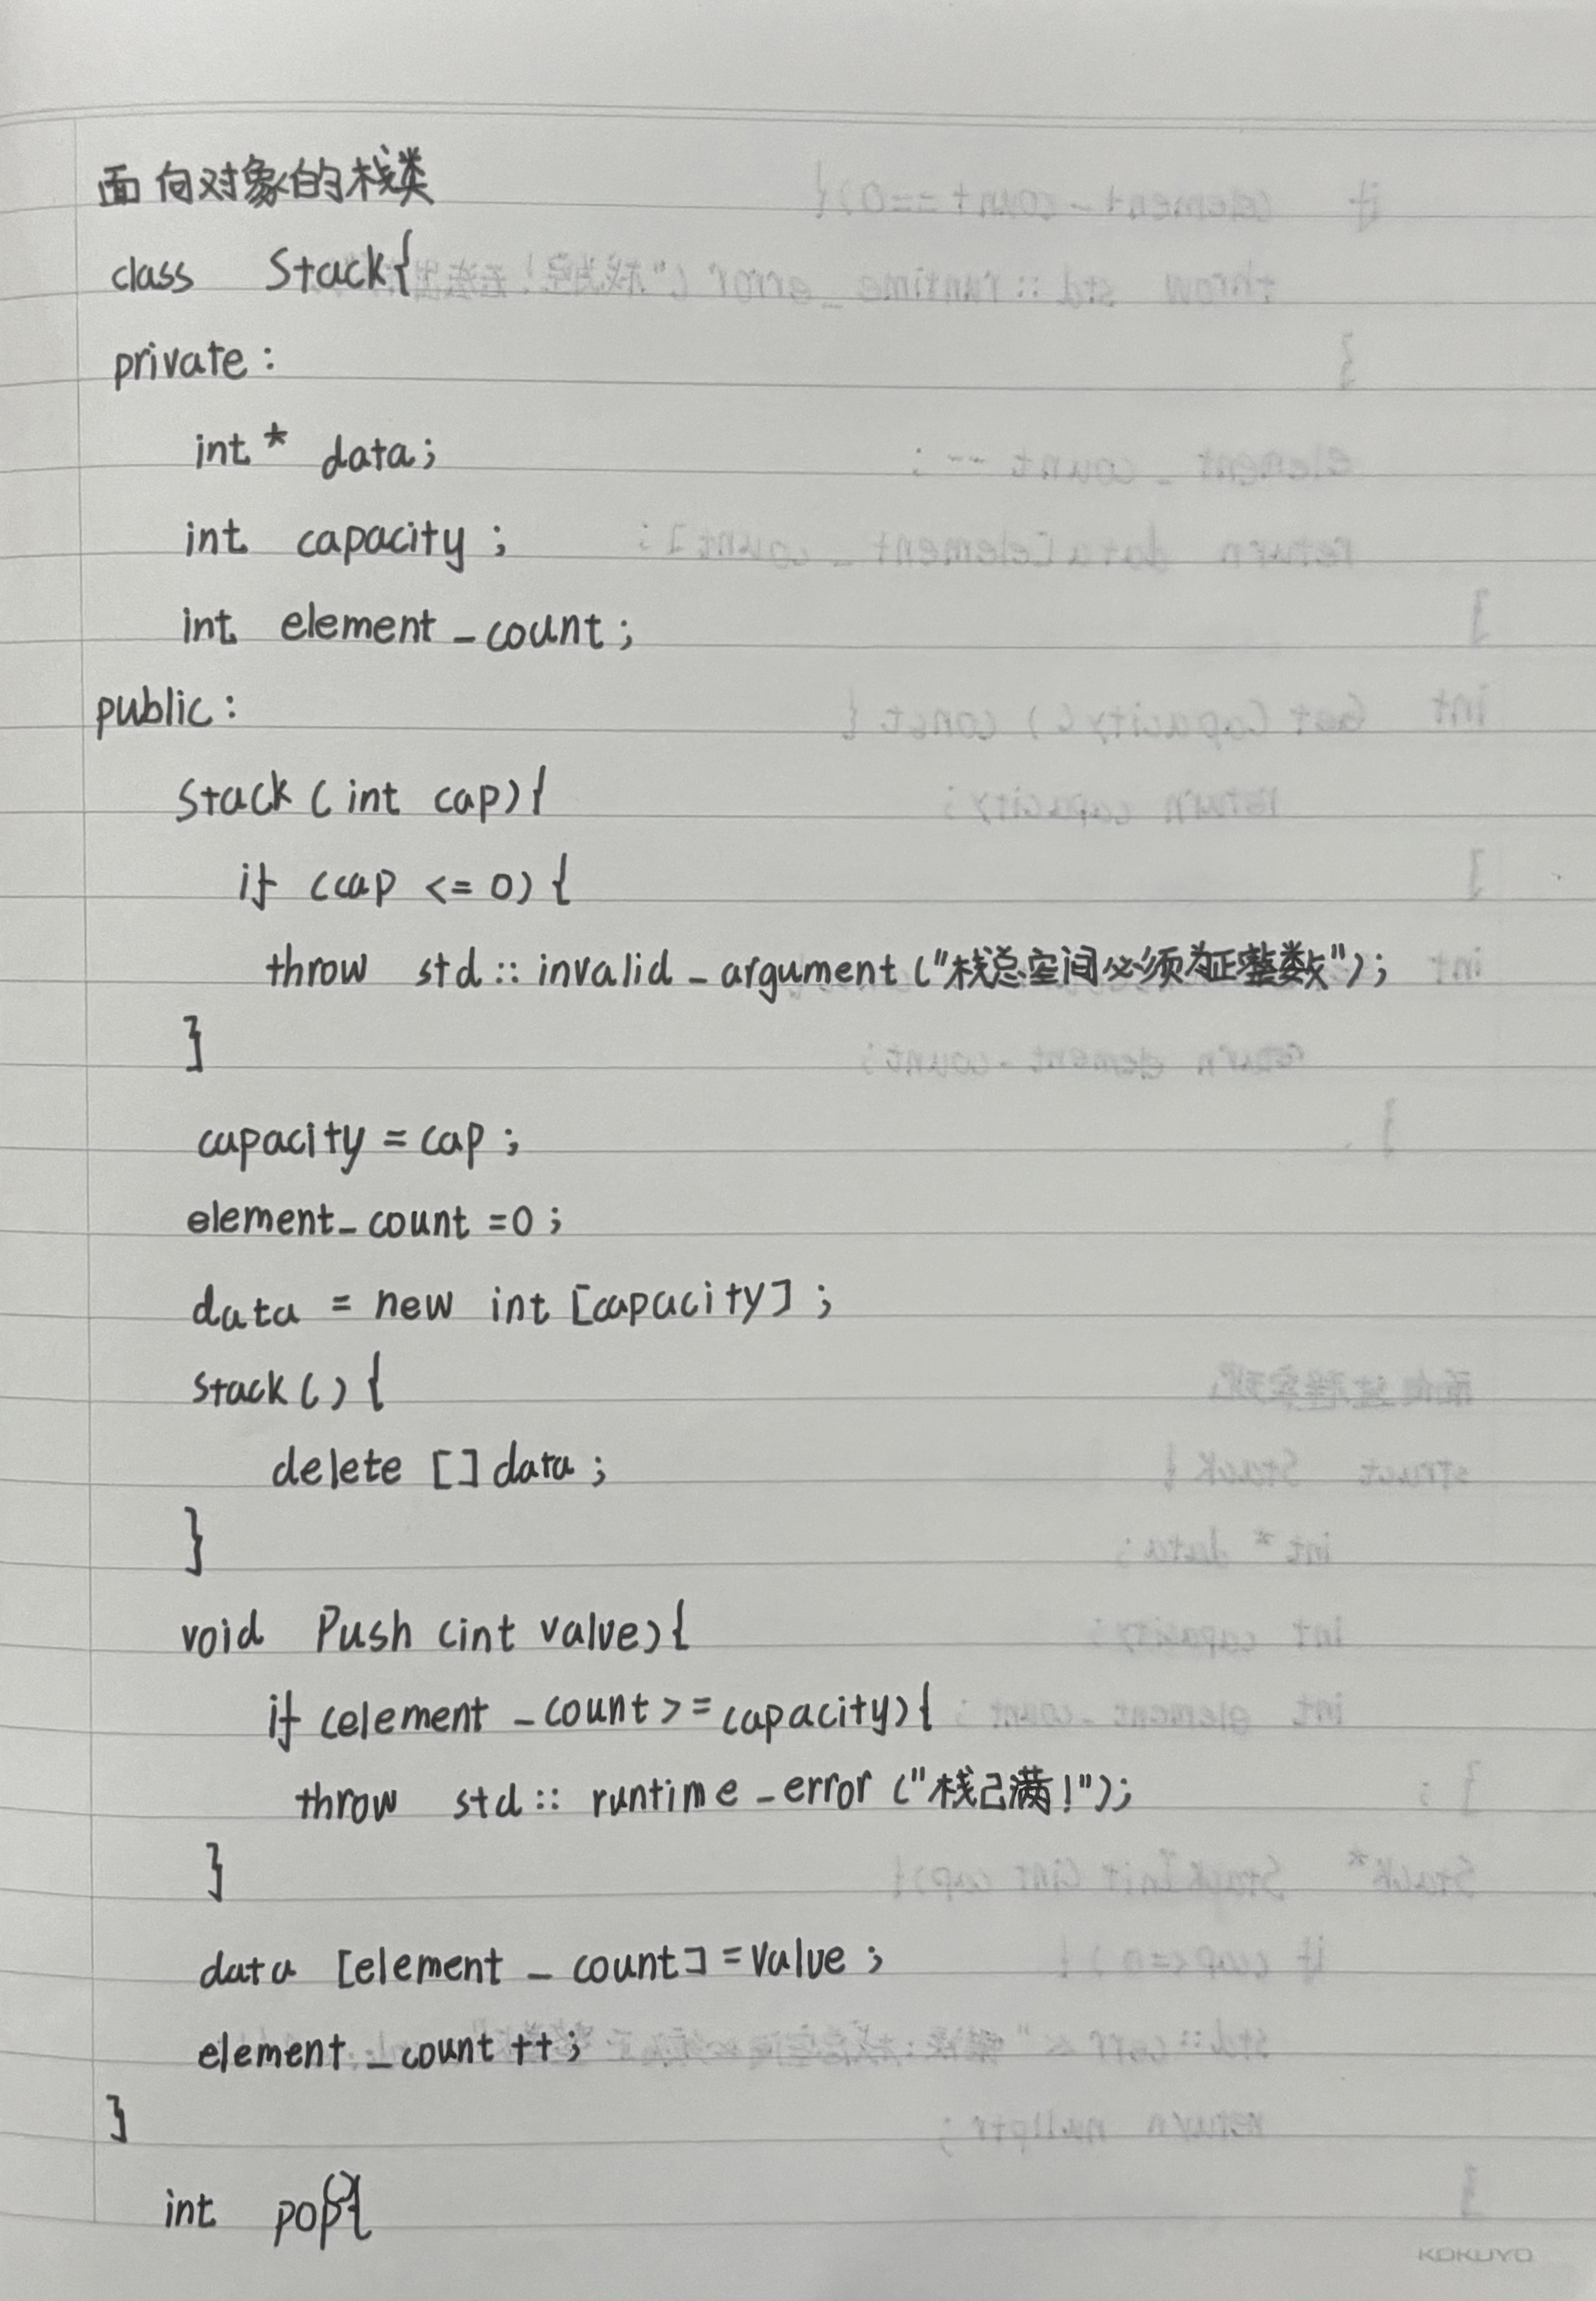 面向对象的栈类
class Stack{
private:
int* data;
int capacity;
int element_count;
public:
Stack(int cap){
if (cap <= 0){
throw std::invalid_argument("栈总空间必须为正整数");
}
capacity = cap;
element_count =0;
data = new int [capacity];
stack(){
delete []data;
}
void Push (int value){
if (element_count>=capacity){
throw std::runtime_error("栈已满!");
}
data [element_count]=value;
element_count ++;
}
int pop(){
KOKUYO